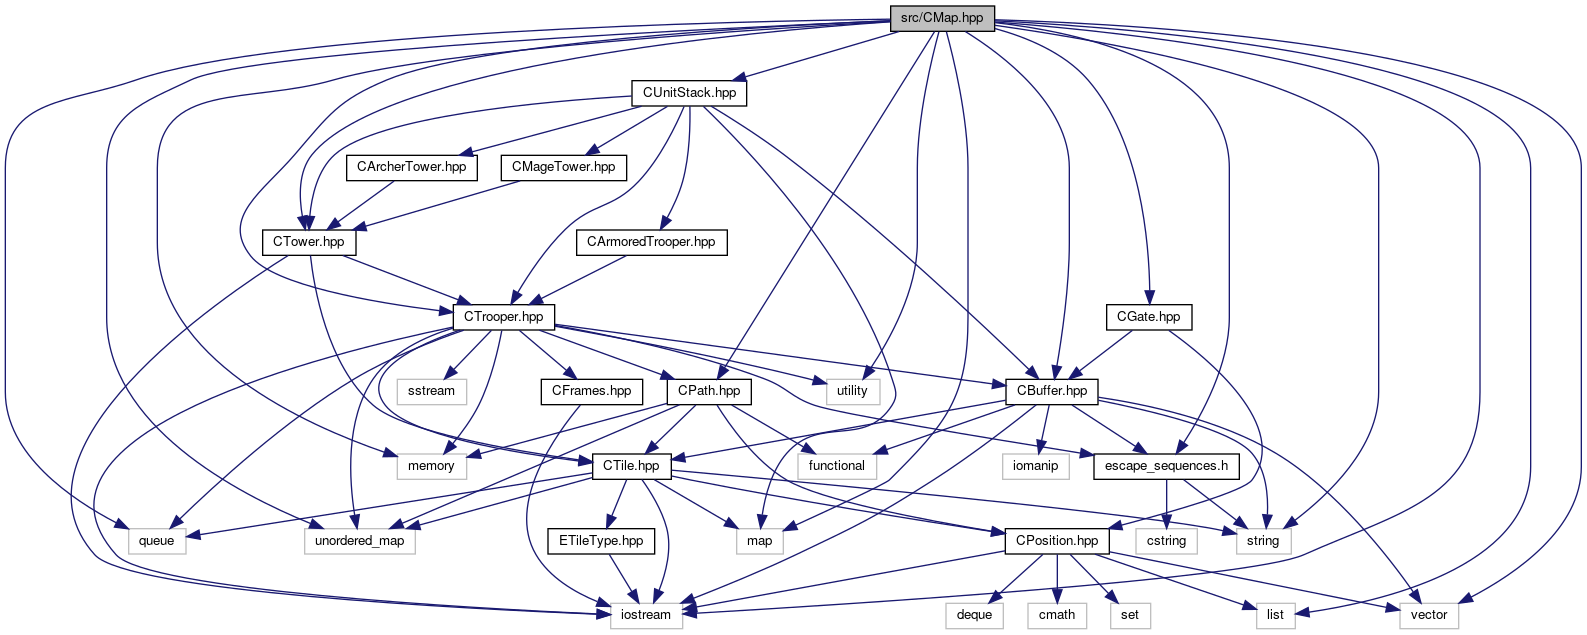 src/CMap.hpp
CUnitStack.hpp
CArcherTower.hpp
CMageTower.hpp
CTower.hpp
CArmoredTrooper.hpp
CTrooper.hpp
CGate.hpp
sstream
CFrames.hpp
CPath.hpp
utility
CBuffer.hpp
memory
CTile.hpp
functional
iomanip
escape_sequences.h
queue
unordered_map
ETileType.hpp
map
CPosition.hpp
cstring
string
iostream
deque
cmath
set
list
vector